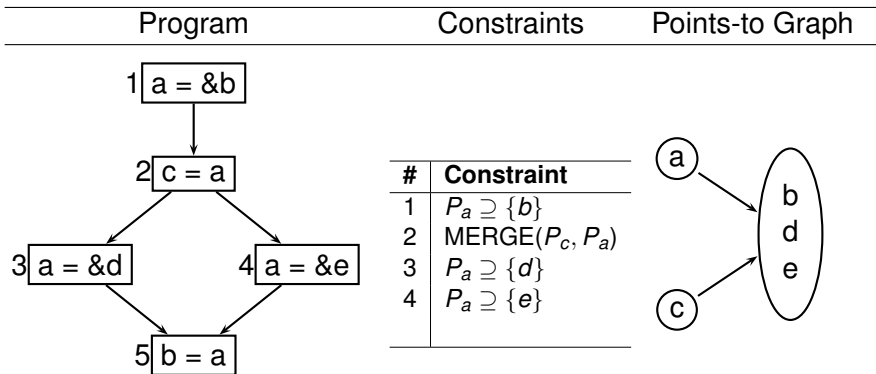 Program Constraints Points-to Graph
1 a = &b
2 c = a
3 a = &d
4 a = &e
5 b = a
# Constraint
1 Pₐ ⊇ {b}
2 MERGE(P_c, Pₐ)
3 Pₐ ⊇ {d}
4 Pₐ ⊇ {e}
a
c
b
d
e